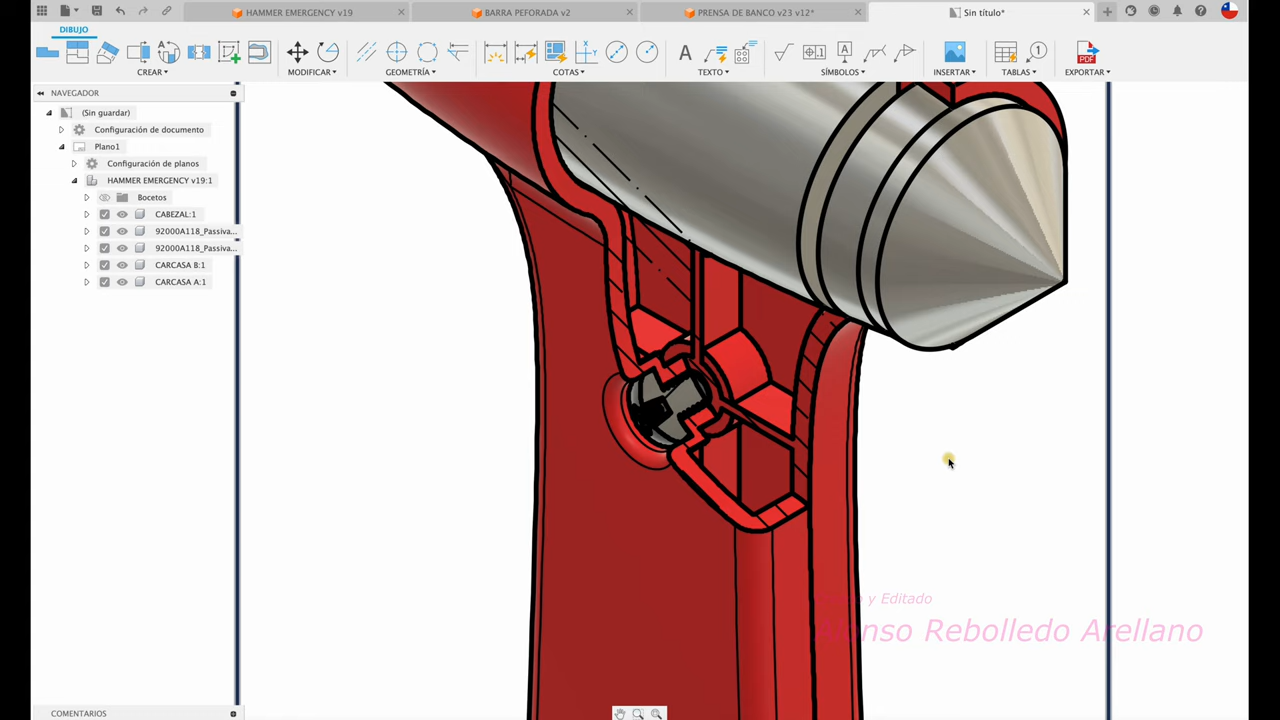 HAMMER EMERGENCY v19
BARRA PEFORADA v2
PRENSA DE BANCO v23 v12*
Sin título*
DIBUJO
CREAR
MODIFICAR
GEOMETRÍA
COTAS
TEXTO
SÍMBOLOS
INSERTAR
TABLAS
EXPORTAR
NAVEGADOR
(Sin guardar)
Configuración de documento
Plano1
Configuración de planos
HAMMER EMERGENCY v19:1
Bocetos
CABEZAL:1
92000A118_Passiva...
92000A118_Passiva...
CARCASA B:1
CARCASA A:1
y Editado
Alonso Rebolledo Arellano
COMENTARIOS